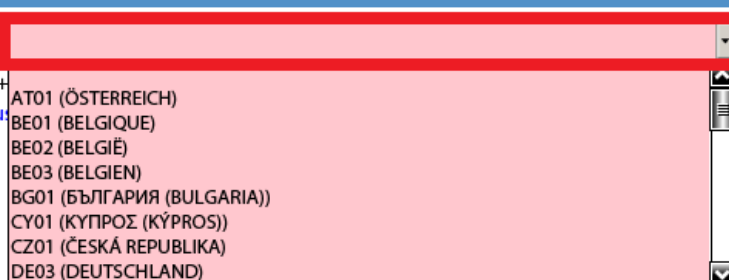 AT01 (ÖSTERREICH)
BE01 (BELGIQUE)
BE02 (BELGIË)
BE03 (BELGIEN)
BG01 (БЪЛГАРИЯ (BULGARIA))
CY01 (ΚΥΠΡΟΣ (KÝPROS))
CZ01 (ČESKÁ REPUBLIKA)
DE03 (DEUTSCHLAND)